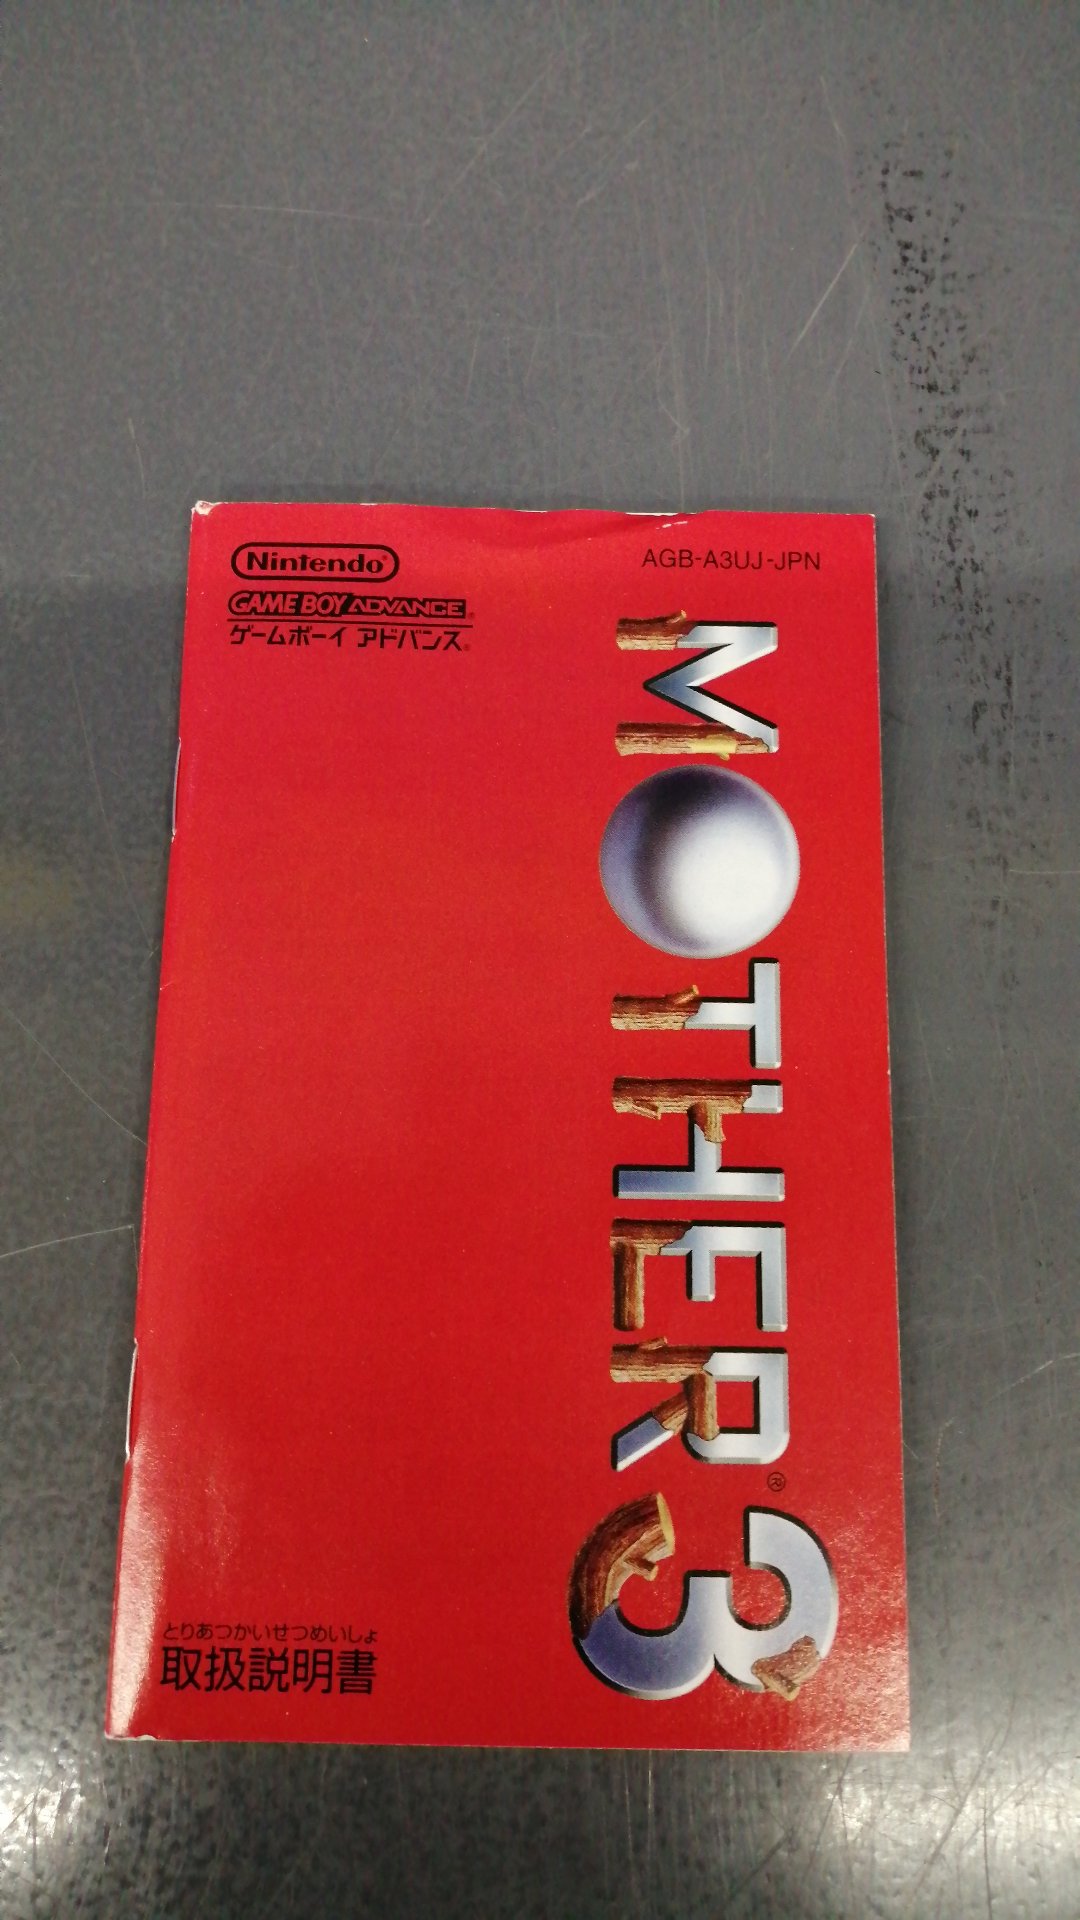 Nintendo®
GAME BOY ADVANCE®
ゲームボーイ アドバンス®
AGB-A3UJ-JPN
MOTHER®3
とりあつかいせつめいしょ
取扱説明書